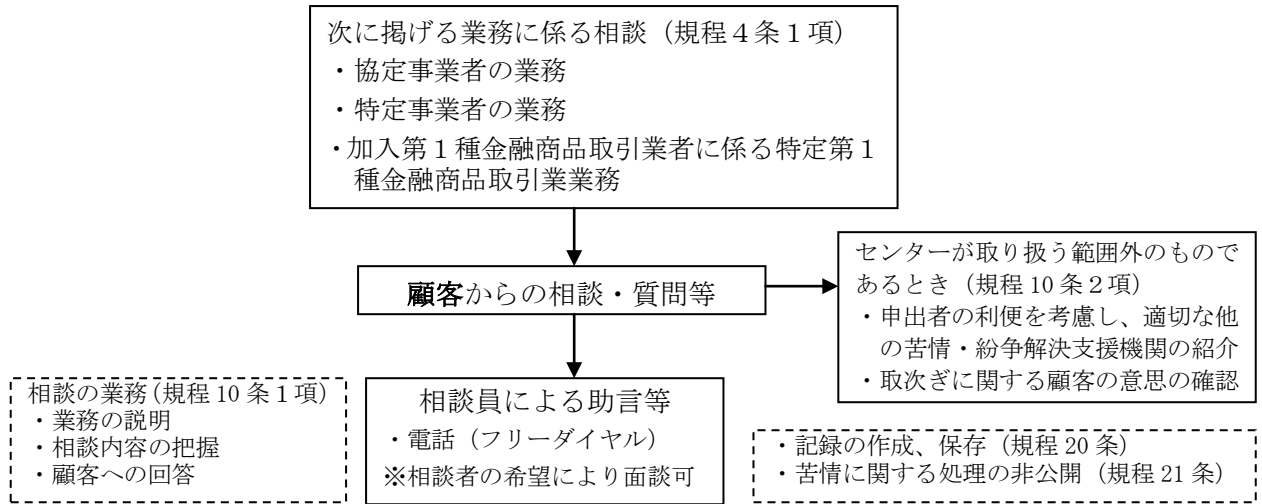 次に掲げる業務に係る相談（規程４条１項）
・協定事業者の業務
・特定事業者の業務
・加入第１種金融商品取引業者に係る特定第１
種金融商品取引業業務
顧客からの相談・質問等
センターが取り扱う範囲外のもので
あるとき（規程 10 条２項）
・申出者の利便を考慮し、適切な他
の苦情・紛争解決支援機関の紹介
・取次ぎに関する顧客の意思の確認
相談の業務（規程 10 条１項）
・業務の説明
・相談内容の把握
・顧客への回答
相談員による助言等
・電話（フリーダイヤル）
※相談者の希望により面談可
・記録の作成、保存（規程 20 条）
・苦情に関する処理の非公開（規程 21 条）